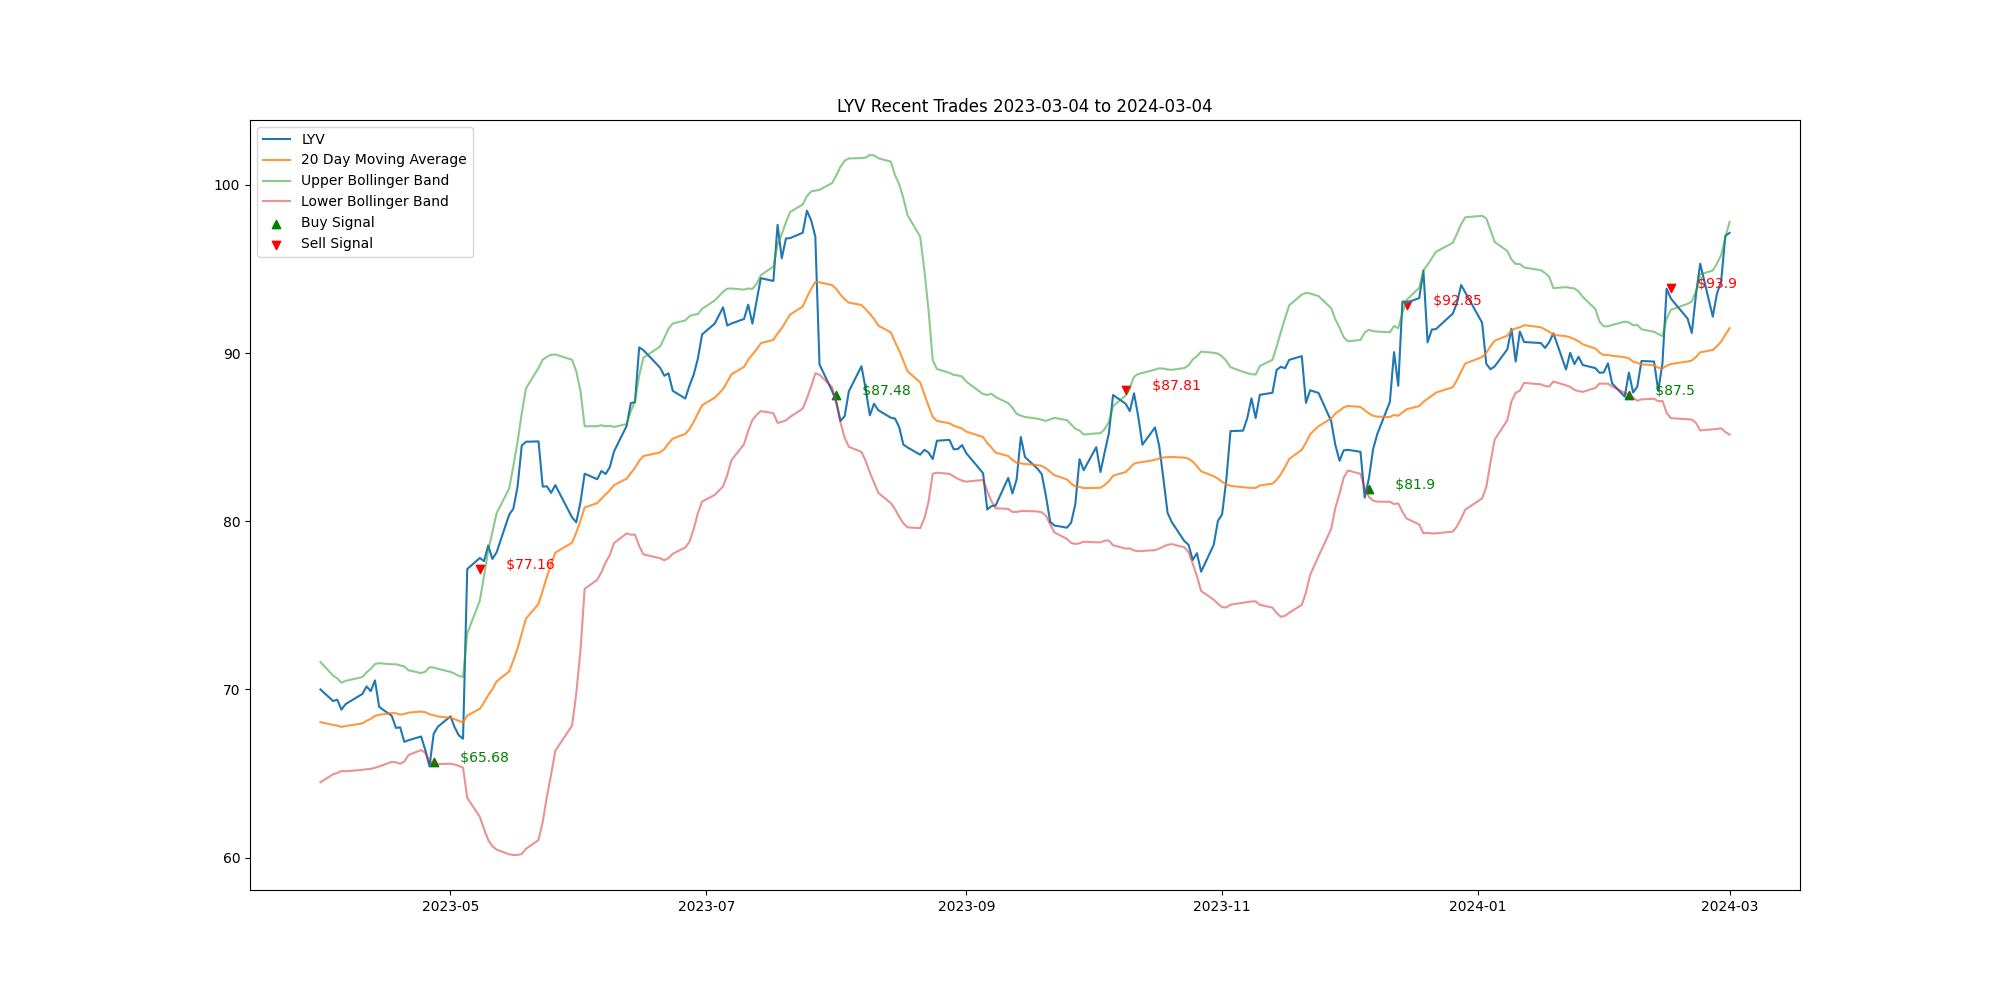 LYV Recent Trades 2023-03-04 to 2024-03-04
LYV
20 Day Moving Average
Upper Bollinger Band
Lower Bollinger Band
Buy Signal
Sell Signal
100
90
80
70
60
$65.68
$77.16
$87.48
$87.81
$81.9
$92.85
$87.5
$93.9
2023-05
2023-07
2023-09
2023-11
2024-01
2024-03